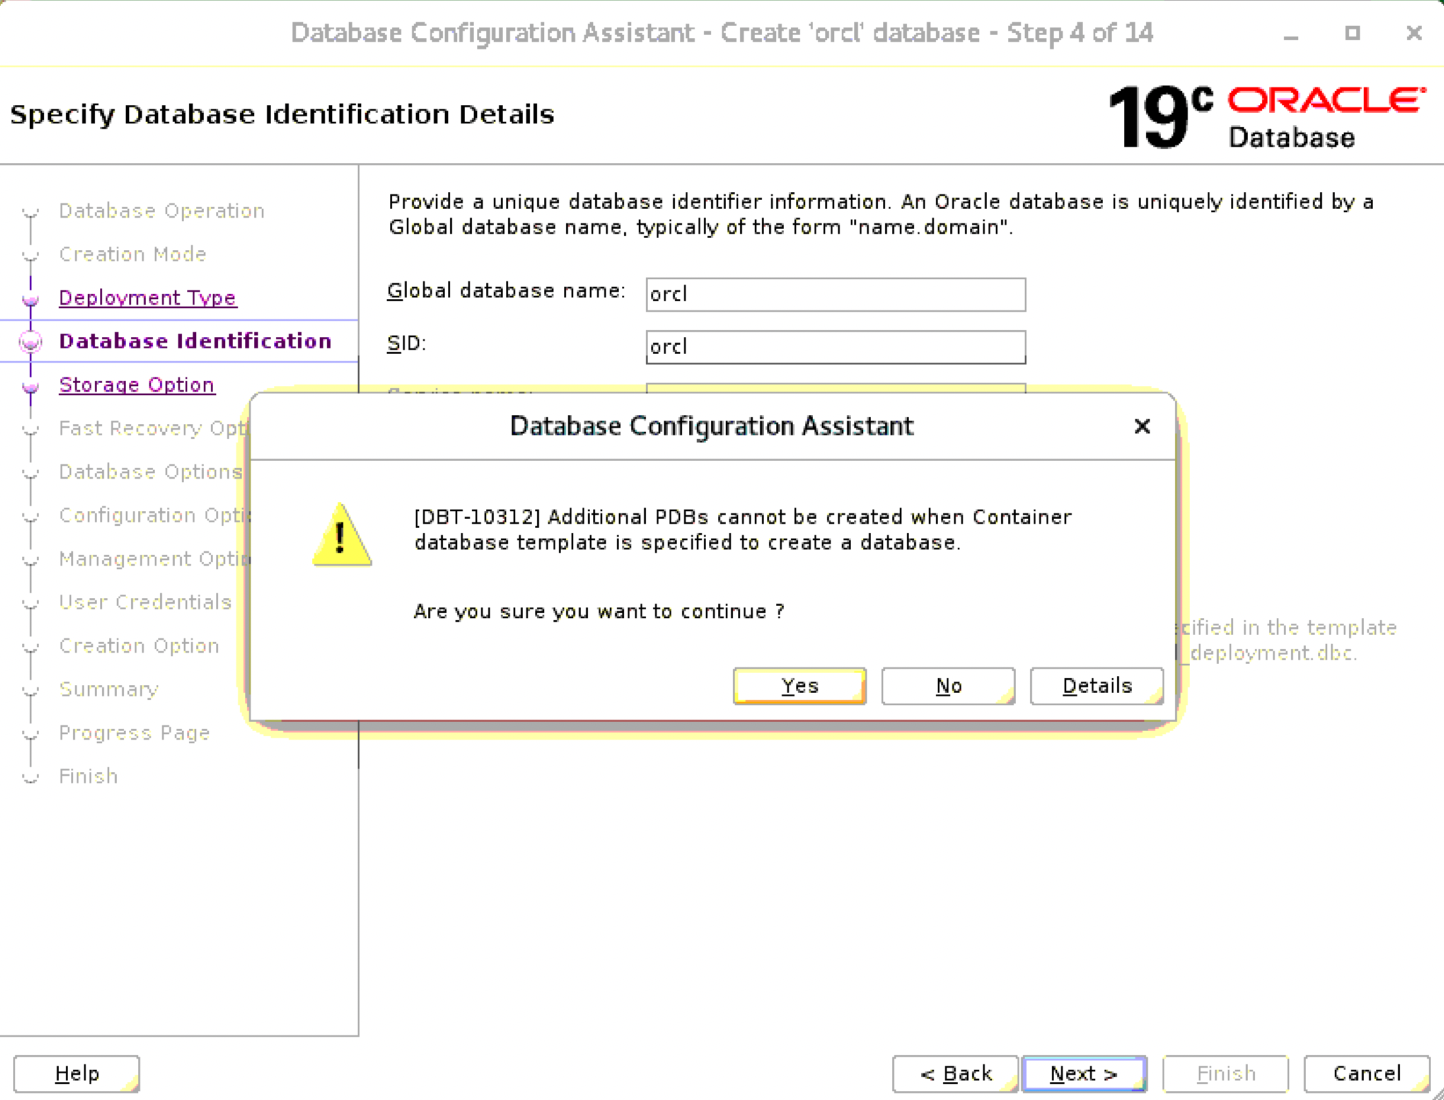 Database Configuration Assistant - Create 'orcl' database - Step 4 of 14
Specify Database Identification Details
19c ORACLE
Database
Database Operation
Creation Mode
Deployment Type
Database Identification
Storage Option
Fast Recovery Opt
Database Options
Configuration Opti
Management Optio
User Credentials
Creation Option
Summary
Progress Page
Finish
Provide a unique database identifier information. An Oracle database is uniquely identified by a
Global database name, typically of the form "name.domain".
Global database name: orcl
SID: orcl
Database Configuration Assistant
[DBT-10312] Additional PDBs cannot be created when Container
database template is specified to create a database.
Are you sure you want to continue ?
Yes No Details
cified in the template
_deployment.dbc.
Help < Back Next > Finish Cancel